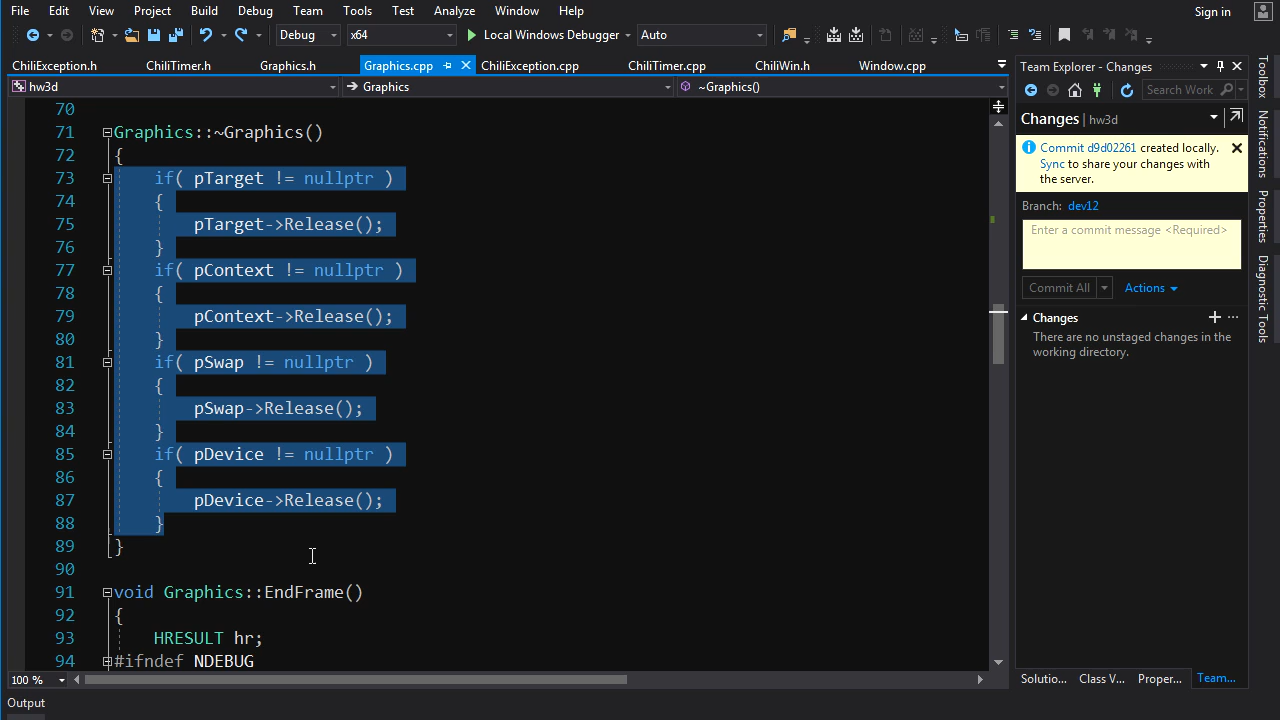 File Edit View Project Build Debug Team Tools Test Analyze Window Help Sign in
Debug x64 Local Windows Debugger Auto
ChiliException.h ChiliTimer.h Graphics.h Graphics.cpp ChiliException.cpp ChiliTimer.cpp ChiliWin.h Window.cpp
hw3d Graphics ~Graphics()
70
71 Graphics::~Graphics()
72 {
73 if( pTarget != nullptr )
74 {
75 pTarget->Release();
76 }
77 if( pContext != nullptr )
78 {
79 pContext->Release();
80 }
81 if( pSwap != nullptr )
82 {
83 pSwap->Release();
84 }
85 if( pDevice != nullptr )
86 {
87 pDevice->Release();
88 }
89 }
90
91 void Graphics::EndFrame()
92 {
93 HRESULT hr;
94 #ifndef NDEBUG
100 %
Output
Team Explorer - Changes
Search Work
Changes | hw3d
Commit d9d02261 created locally.
Sync to share your changes with
the server.
Branch: dev12
Enter a commit message <Required>
Commit All Actions
Changes
There are no unstaged changes in the
working directory.
Solutio... Class V... Proper... Team...
Toolbox
Notifications
Properties
Diagnostic Tools